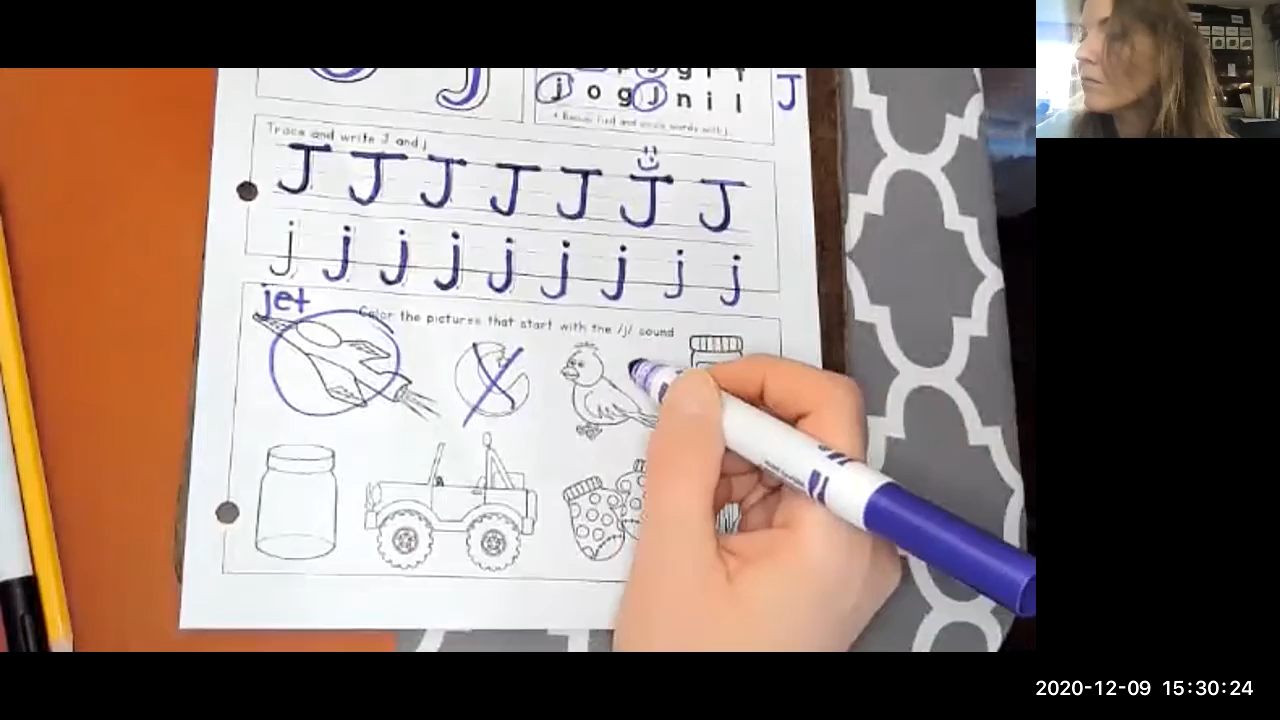 j o g j n i l
J
Trace and write J and j
J J J J J J J
j j j j j j j j j
jet
Color the pictures that start with the /j/ sound
2020-12-09 15:30:24